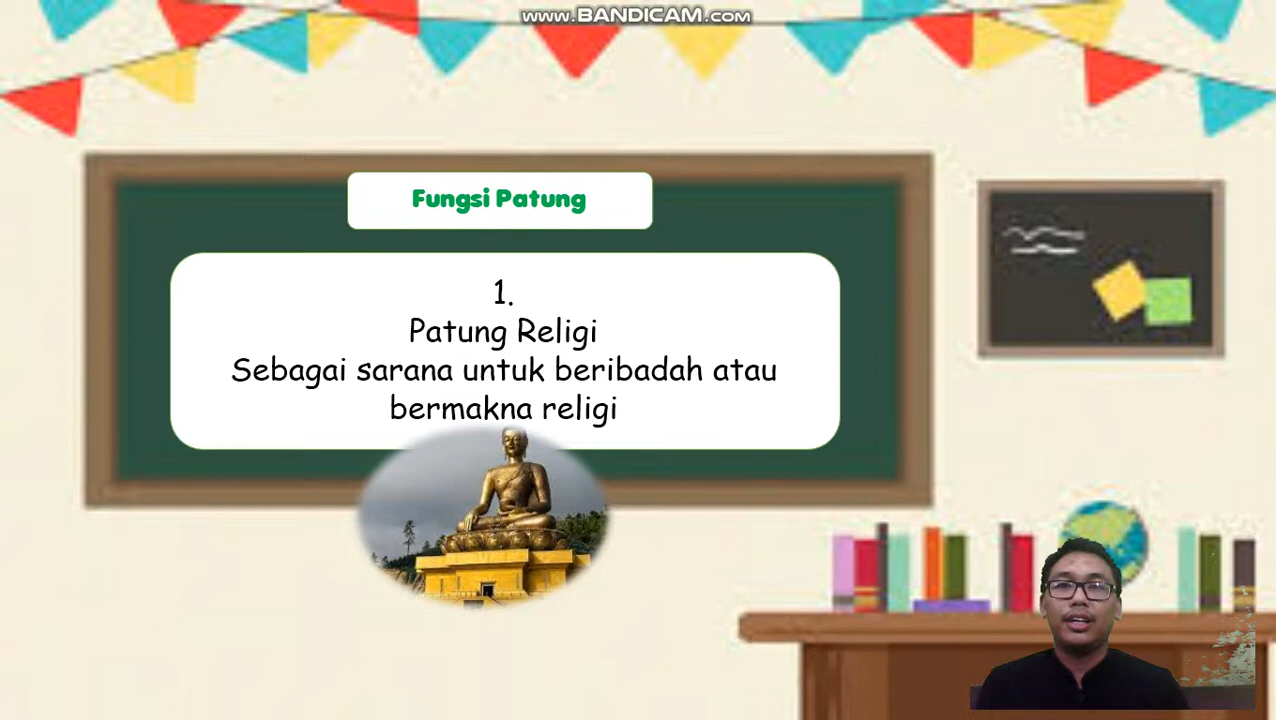 www.BANDICAM.com
Fungsi Patung
1.
Patung Religi
Sebagai sarana untuk beribadah atau
bermakna religi